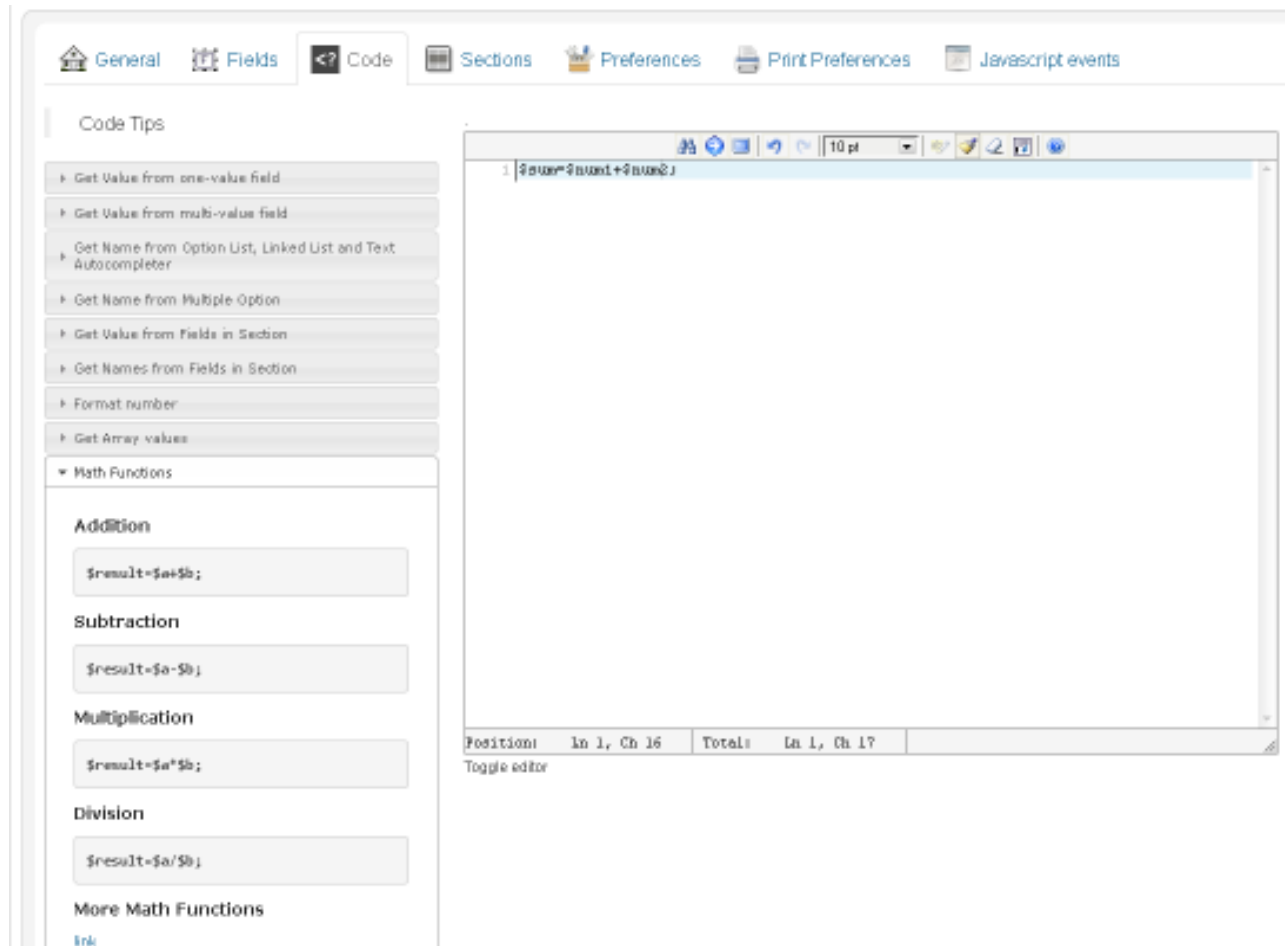 General Fields <? Code Sections Preferences Print Preferences Javascript events
Code Tips
Get Value from one-value field
Get Value from multi-value field
Get Name from Option List, Linked List and Text
Autocompleter
Get Name from Multiple Option
Get Value from Fields in Section
Get Names from Fields in Section
Format number
Get Array values
Math Functions
Addition
$result=$a+$b;
Subtraction
$result=$a-$b;
Multiplication
$result=$a*$b;
Division
$result=$a/$b;
More Math Functions
link
10 pt
1 $sum=$num1+$num2;
Position: Ln 1, Ch 16 Total: Ln 1, Ch 17
Toggle editor